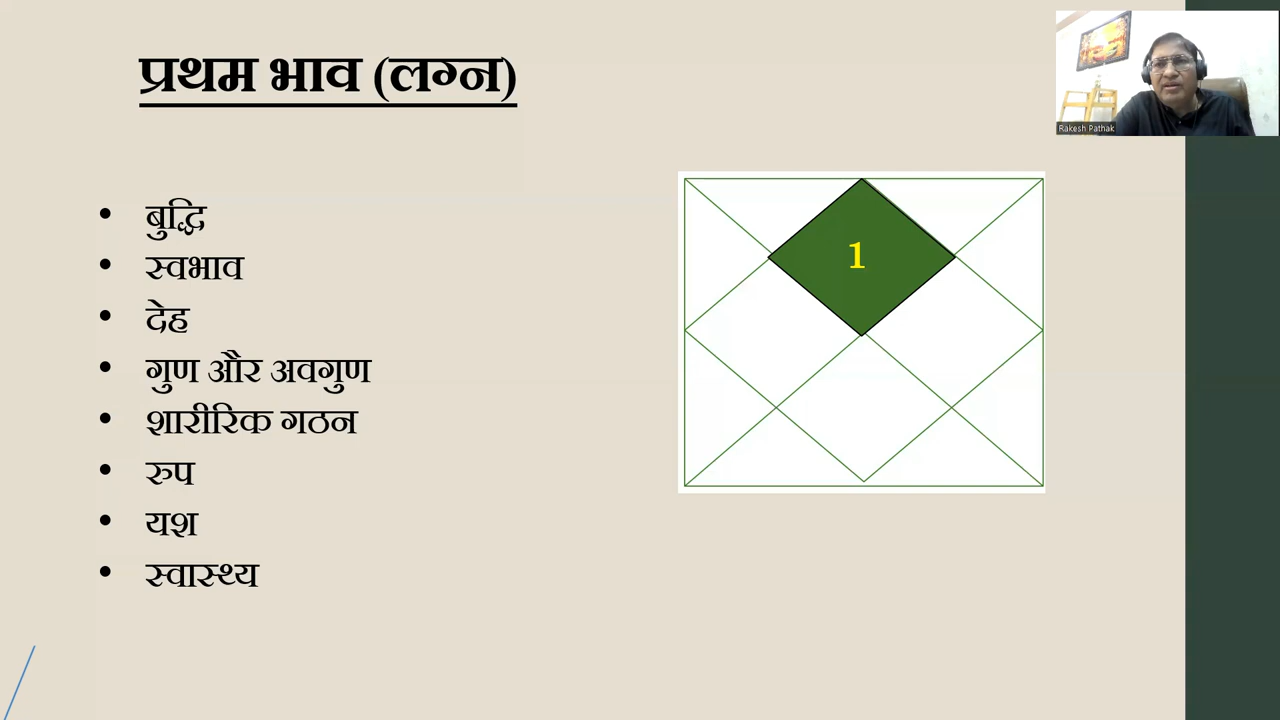 प्रथम भाव (लग्न)
• बुद्धि
• स्वभाव
• देह
• गुण और अवगुण
• शारीरिक गठन
• रुप
• यश
• स्वास्थ्य
1
Rakesh Pathak